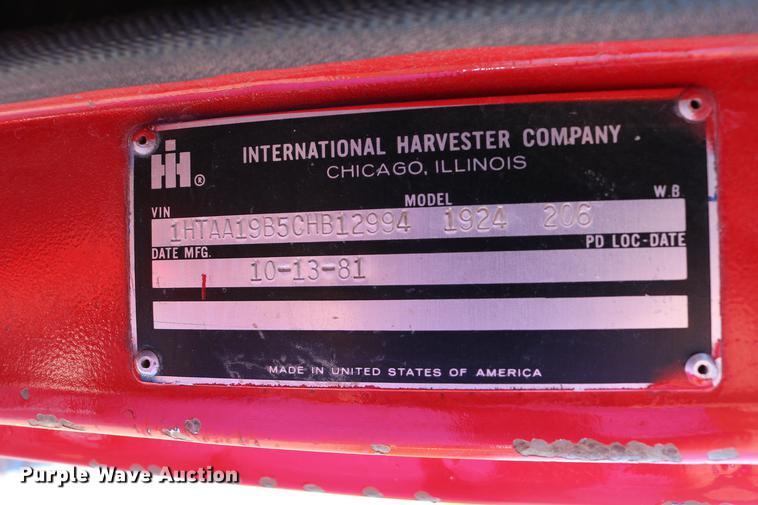 IH ® INTERNATIONAL HARVESTER COMPANY
CHICAGO, ILLINOIS
VIN MODEL W.B
1HTAA19B5CHB12994 1924 206
DATE MFG. PD LOC-DATE
10-13-81
MADE IN UNITED STATES OF AMERICA
Purple Wave Auction